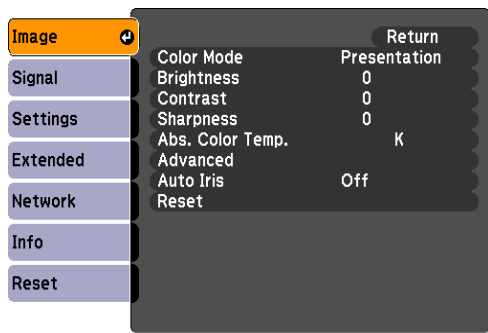 Image
Signal
Settings
Extended
Network
Info
Reset
Return
Color Mode Presentation
Brightness 0
Contrast 0
Sharpness 0
Abs. Color Temp. K
Advanced
Auto Iris Off
Reset